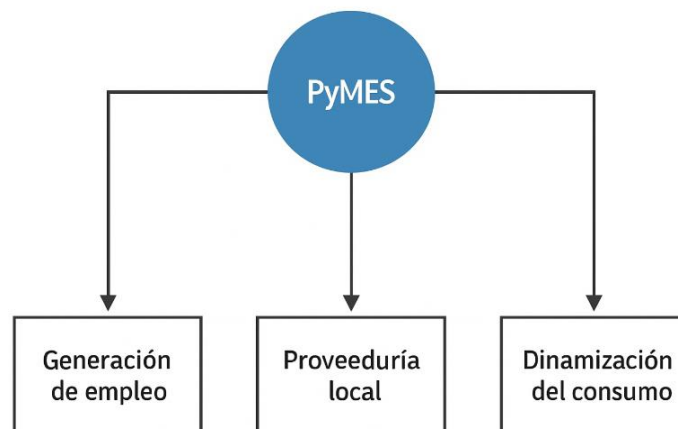 PyMES
Generación
de empleo
Proveeduría
local
Dinamización
del consumo